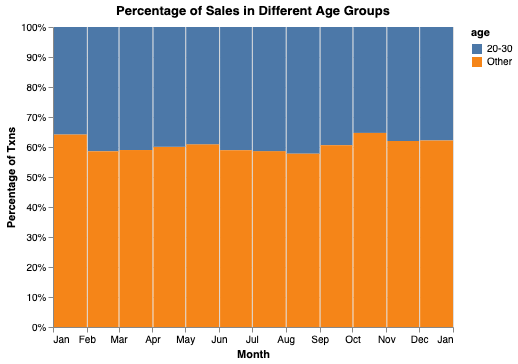 Percentage of Sales in Different Age Groups
age
20-30
Other
Percentage of Txns
100%
90%
80%
70%
60%
50%
40%
30%
20%
10%
0%
Jan Feb Mar Apr May Jun Jul Aug Sep Oct Nov Dec Jan
Month